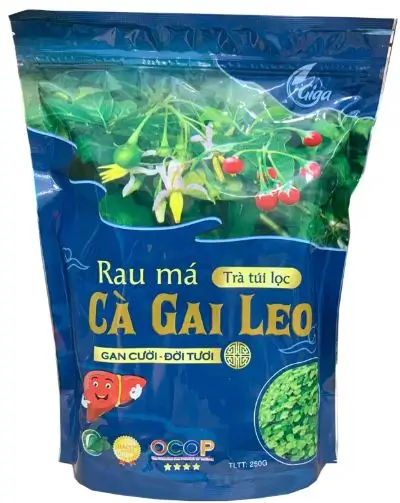 Giga
Rau má
Trà túi lọc
CÀ GAI LEO
GAN CƯỜI - ĐỜI TƯƠI
OCOP
TLTT: 250G